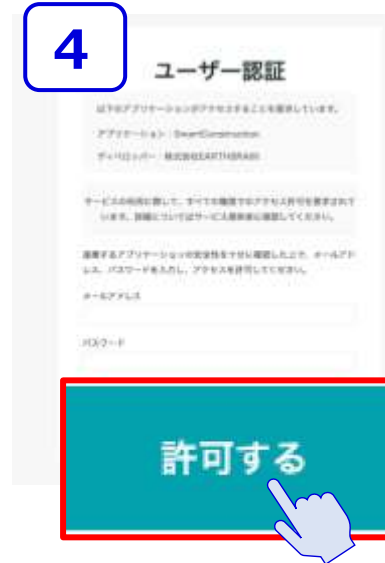 4
ユーザー認証
以下のアプリケーションがアクセスすることを要求しています。
アプリケーション: SmartConstruction
ディベロッパー: 株式会社EARTHBRAIN
サービスの利用に際して、すべての権限でのアクセス許可を要求されて
います。詳細についてはサービス提供者に確認してください。
連携するアプリケーションの安全性を十分に確認した上で、メールアド
レス、パスワードを入力し、アクセスを許可してください。
メールアドレス
パスワード
許可する